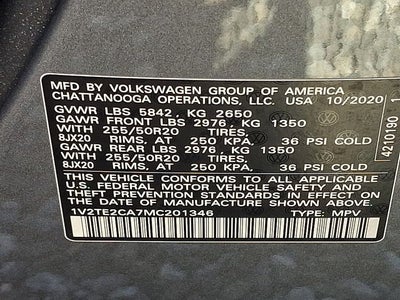 MFD BY VOLKSWAGEN GROUP OF AMERICA
CHATTANOOGA OPERATIONS, LLC. USA 10/2020
GVWR LBS 5842, KG 2650
GAWR FRONT LBS 2976, KG 1350
WITH 255/50R20 TIRES,
8JX20 RIMS, AT 250 KPA, 36 PSI COLD
GAWR REAR LBS 2976, KG 1350
WITH 255/50R20 TIRES,
8JX20 RIMS, AT 250 KPA, 36 PSI COLD
THIS VEHICLE CONFORMS TO ALL APPLICABLE
U.S. FEDERAL MOTOR VEHICLE SAFETY AND
THEFT PREVENTION STANDARDS IN EFFECT ON
THE DATE OF MANUFACTURE SHOWN ABOVE.
1V2TE2CA7MC201346 TYPE: MPV
4210190 1